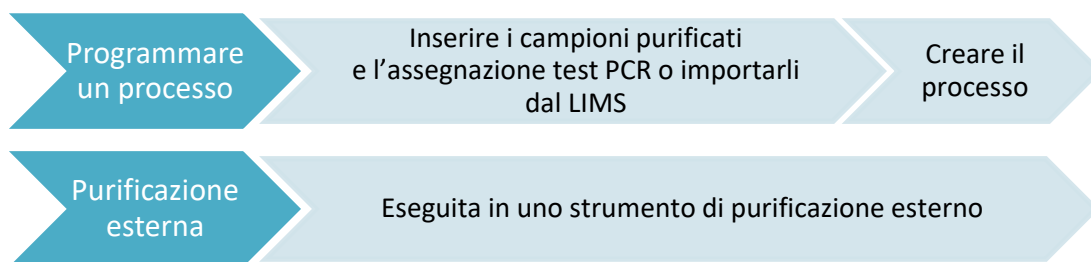 Programmare
un processo
Inserire i campioni purificati
e l’assegnazione test PCR o importarli
dal LIMS
Creare il
processo
Purificazione
esterna
Eseguita in uno strumento di purificazione esterno